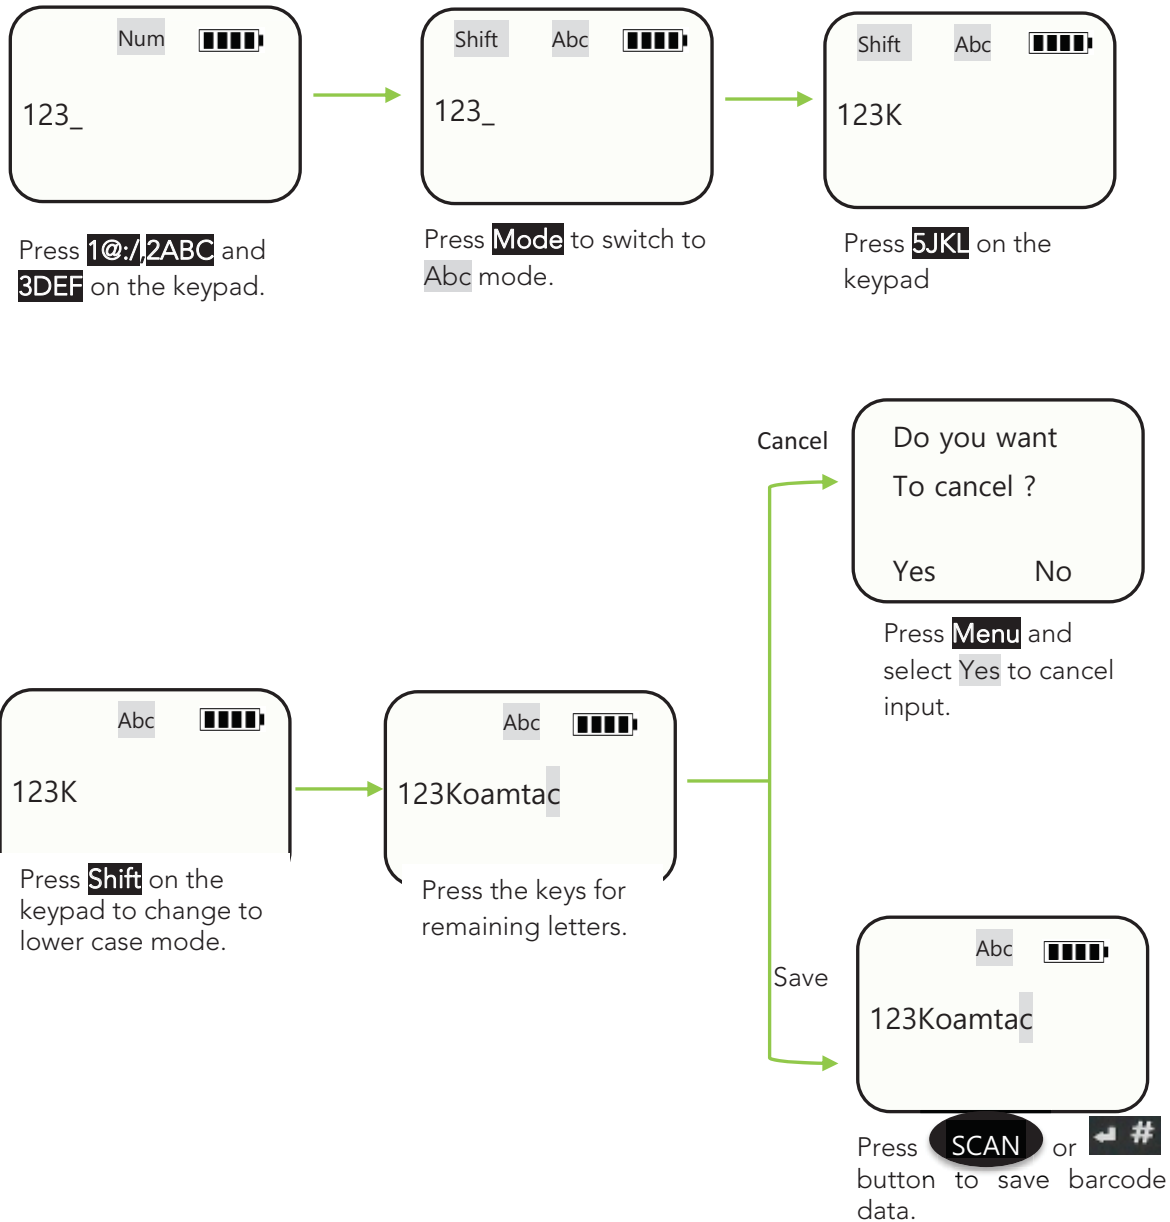 Num
123_
Press 1@:/,2ABC and
3DEF on the keypad.
Shift Abc
123_
Press Mode to switch to
Abc mode.
Shift Abc
123K
Press 5JKL on the
keypad
Abc
123K
Press Shift on the
keypad to change to
lower case mode.
Abc
123Koamtac
Press the keys for
remaining letters.
Cancel
Do you want
To cancel ?
Yes No
Press Menu and
select Yes to cancel
input.
Save
Abc
123Koamtac
Press SCAN or ↵ #
button to save barcode
data.